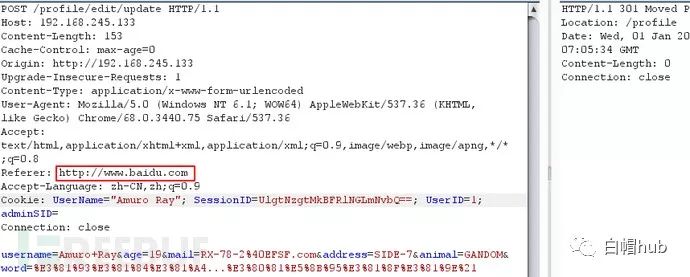 POST /profile/edit/update HTTP/1.1
Host: 192.168.245.133
Content-Length: 153
Cache-Control: max-age=0
Origin: http://192.168.245.133
Upgrade-Insecure-Requests: 1
Content-Type: application/x-www-form-urlencoded
User-Agent: Mozilla/5.0 (Windows NT 6.1; WOW64) AppleWebKit/537.36 (KHTML,
like Gecko) Chrome/68.0.3440.75 Safari/537.36
Accept:
text/html,application/xhtml+xml,application/xml;q=0.9,image/webp,image/apng,*/*
;q=0.8
Referer: http://www.baidu.com
Accept-Language: zh-CN,zh;q=0.9
Cookie: UserName="Amuro Ray"; SessionID=UlgtNzgtMkBFRlNGLmNvbQ==; UserID=1;
adminSID=
Connection: close
username=Amuro+Ray&age=19&mail=RX-78-2%40EFSF.com&address=SIDE-7&animal=GANDOM&
word=%E3%81%93%E3%81%84%E3%81%A4...%E3%80%81%E5%8B%95%E3%81%8F%E3%81%9E%21
HTTP/1.1 301 Moved P
Location: /profile
Date: Wed, 01 Jan 20
07:05:34 GMT
Content-Length: 0
Connection: close
FREEBUF
白帽hub